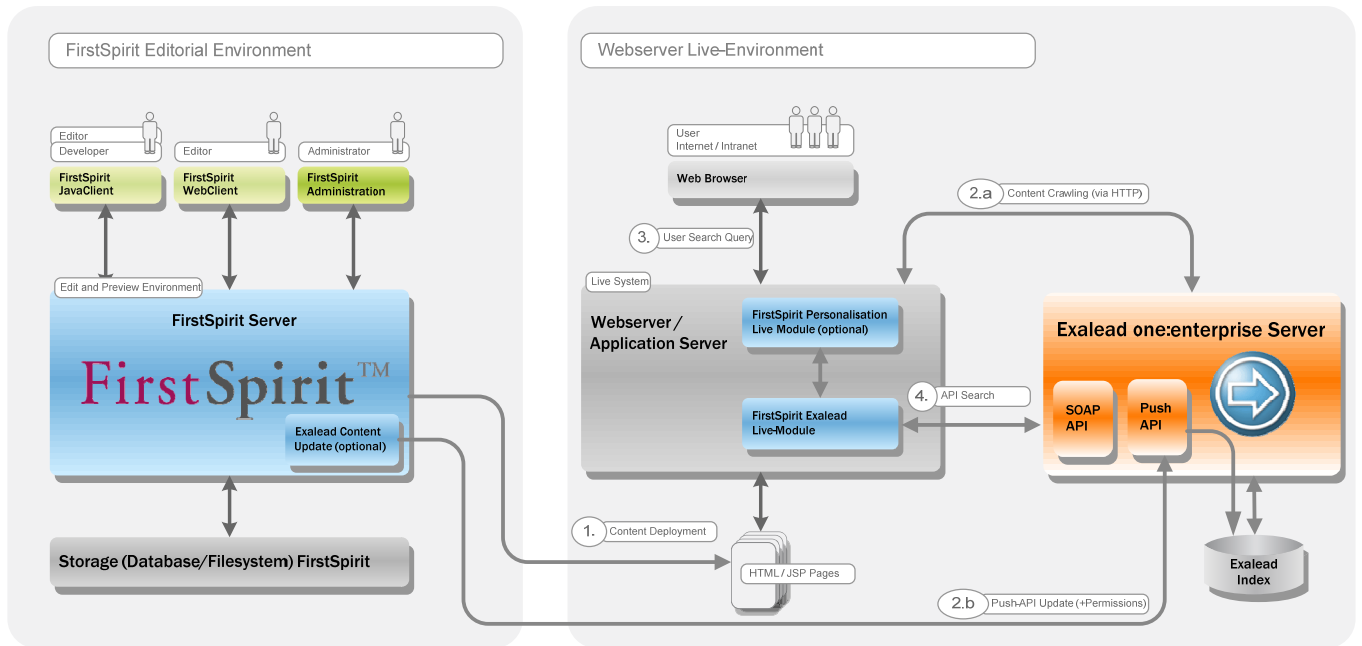 FirstSpirit Editorial Environment
Editor
Developer
FirstSpirit
JavaClient
Editor
FirstSpirit
WebClient
Administrator
FirstSpirit
Administration
Edit and Preview Environment
FirstSpirit Server
FirstSpirit™
Exalead Content
Update (optional)
Storage (Database/Filesystem) FirstSpirit
Webserver Live-Environment
User
Internet / Intranet
Web Browser
3. User Search Query
2.a Content Crawling (via HTTP)
Live System
Webserver /
Application Server
FirstSpirit Personalisation
Live Module (optional)
FirstSpirit Exalead
Live-Module
4. API Search
Exalead one:enterprise Server
SOAP
API
Push
API
1. Content Deployment
HTML / JSP Pages
2.b Push-API Update (+Permissions)
Exalead
Index